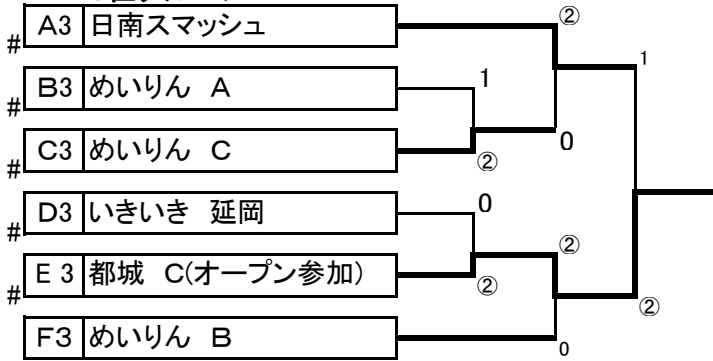 A3 日南スマッシュ ②
# 1
B3 めいりん A 1
#
C3 めいりん C ② 0
#
D3 いきいき 延岡 0
# ②
E 3 都城 C(オープン参加) ②
# ②
F3 めいりん B 0